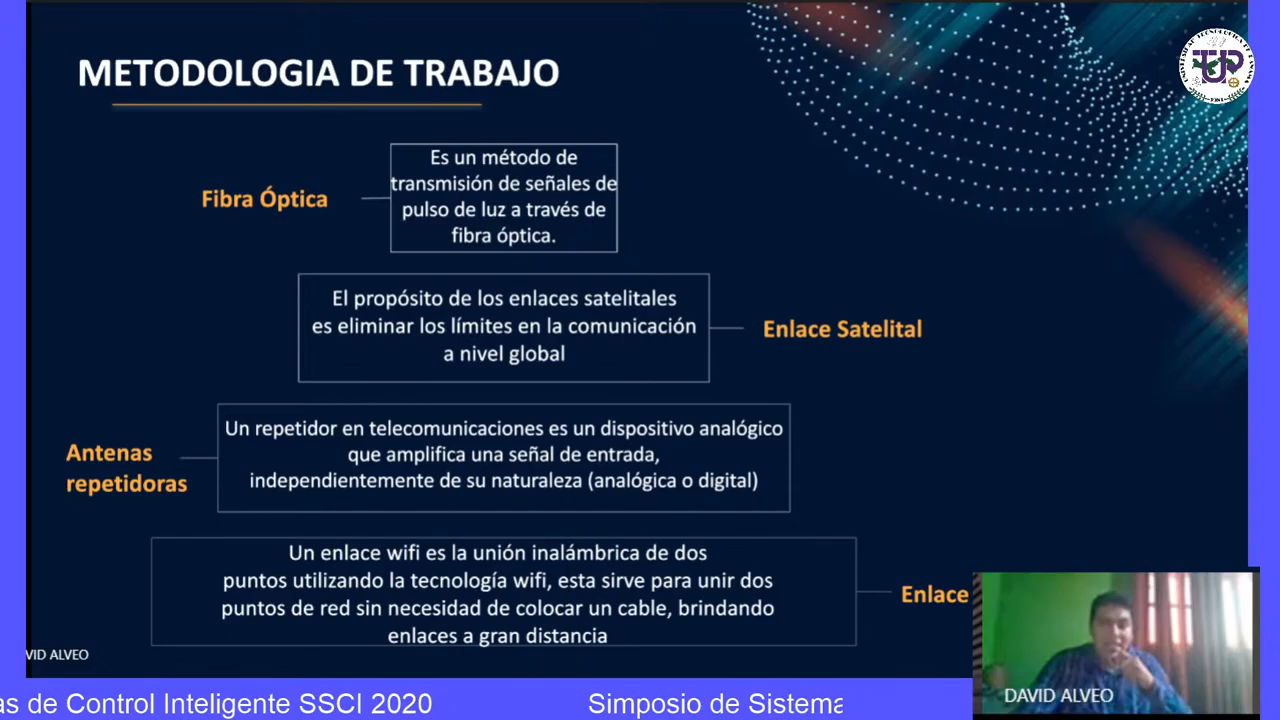 METODOLOGIA DE TRABAJO
UTP
Fibra Óptica
Es un método de
transmisión de señales de
pulso de luz a través de
fibra óptica.
El propósito de los enlaces satelitales
es eliminar los límites en la comunicación
a nivel global
Enlace Satelital
Antenas
repetidoras
Un repetidor en telecomunicaciones es un dispositivo analógico
que amplifica una señal de entrada,
independientemente de su naturaleza (analógica o digital)
Un enlace wifi es la unión inalámbrica de dos
puntos utilizando la tecnología wifi, esta sirve para unir dos
puntos de red sin necesidad de colocar un cable, brindando
enlaces a gran distancia
Enlace
VID ALVEO
DAVID ALVEO
as de Control Inteligente SSCI 2020
Simposio de Sistema